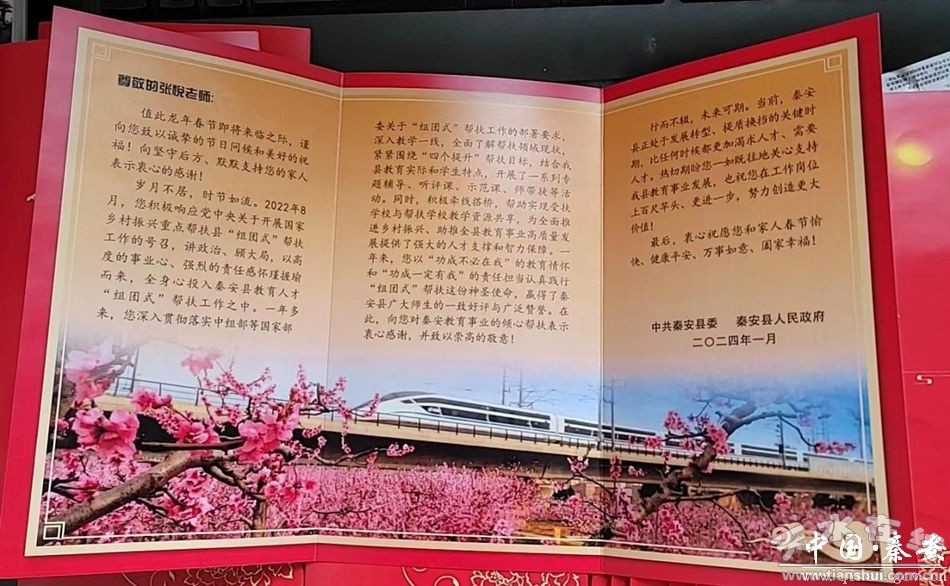 尊敬的张悦老师:
值此龙年春节即将来临之际，谨
向您致以诚挚的节日问候和美好的祝
福！向坚守后方、默默支持您的家人
表示衷心的感谢！
岁月不居，时节如流。2022年8
月，您积极响应党中央关于开展国家
乡村振兴重点帮扶县“组团式”帮扶
工作的号召，讲政治、顾大局，以高
度的事业心、强烈的责任感怀瑾握瑜
而来，全身心投入秦安县教育人才
“组团式”帮扶工作之中。一年多
来，您深入贯彻落实中组部等国家部
委关于“组团式”帮扶工作的部署要求，
深入教学一线，全面了解帮扶领域现状，
紧紧围绕“四个提升”帮扶目标，结合我
县教育实际和学生特点，开展了一系列专
题辅导、听评课、示范课、师带徒等活
动。同时，积极牵线搭桥，帮助实现受扶
学校与帮扶学校教学资源共享，为全面推
进乡村振兴、助推全县教育事业高质量发
展提供了强大的人才支撑和智力保障。一
年来，您以“功成不必在我”的教育情怀
和“功成一定有我”的责任担当认真践行
“组团式”帮扶这份神圣使命，赢得了秦
安县广大师生的一致好评与广泛赞誉。在
此，向您对秦安教育事业的倾心帮扶表示
衷心感谢，并致以崇高的敬意！
行而不辍，未来可期。当前，秦安
县正处于发展转型、提质换挡的关键时
期，比任何时候都更加渴求人才、需要
人才。热切期盼您一如既往地关心支持
我县教育事业发展，也祝您在工作岗位
上百尺竿头、更进一步，努力创造更大
价值！
最后，衷心祝愿您和家人春节愉
快、健康平安、万事如意、阖家幸福！
中共秦安县委 秦安县人民政府
二〇二四年一月
中国·秦安
www.tianshui.com.cn